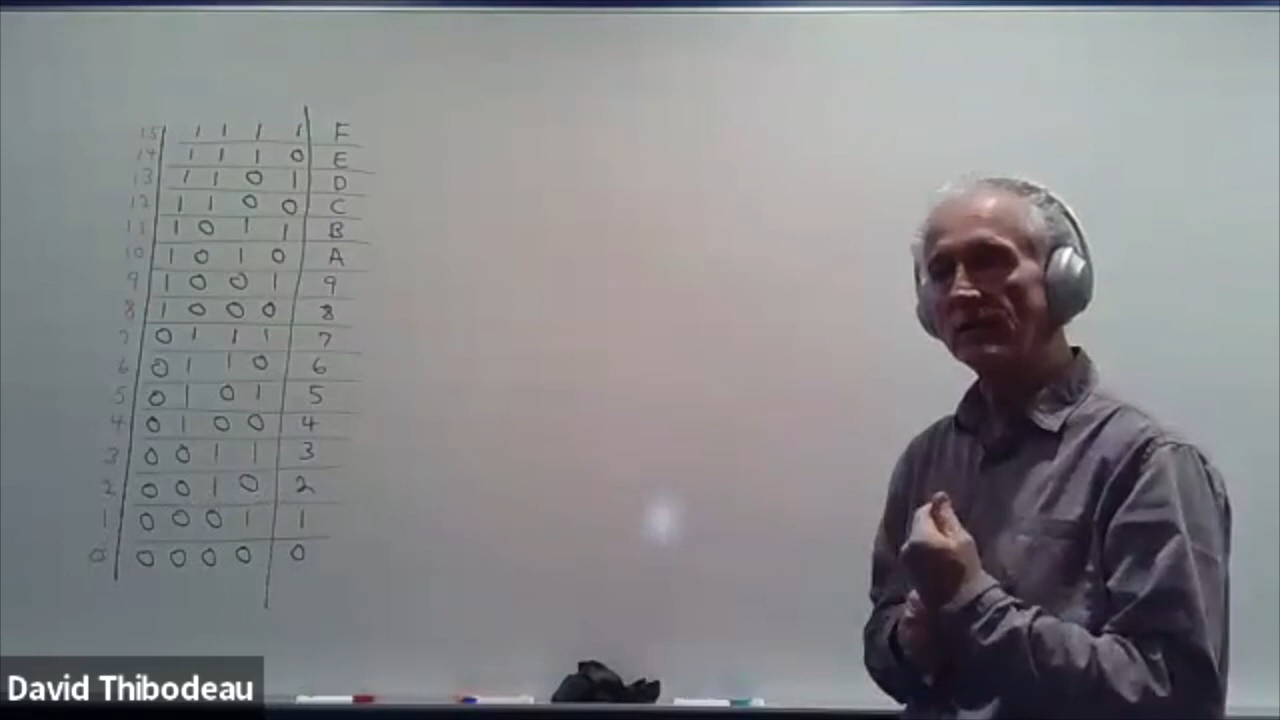 15 1 1 1 1 F
14 1 1 1 0 E
13 1 1 0 1 D
12 1 1 0 0 C
11 1 0 1 1 B
10 1 0 1 0 A
9 1 0 0 1 9
8 1 0 0 0 8
7 0 1 1 1 7
6 0 1 1 0 6
5 0 1 0 1 5
4 0 1 0 0 4
3 0 0 1 1 3
2 0 0 1 0 2
1 0 0 0 1 1
0 0 0 0 0 0
David Thibodeau